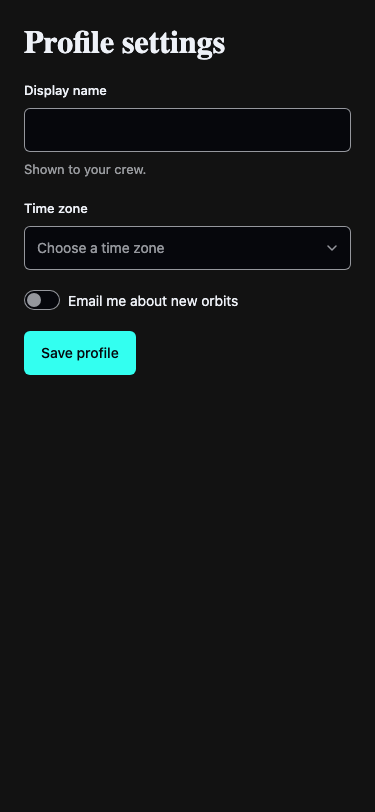 Profile settings
Display name
Shown to your crew.
Time zone
Choose a time zone
Email me about new orbits
Save profile